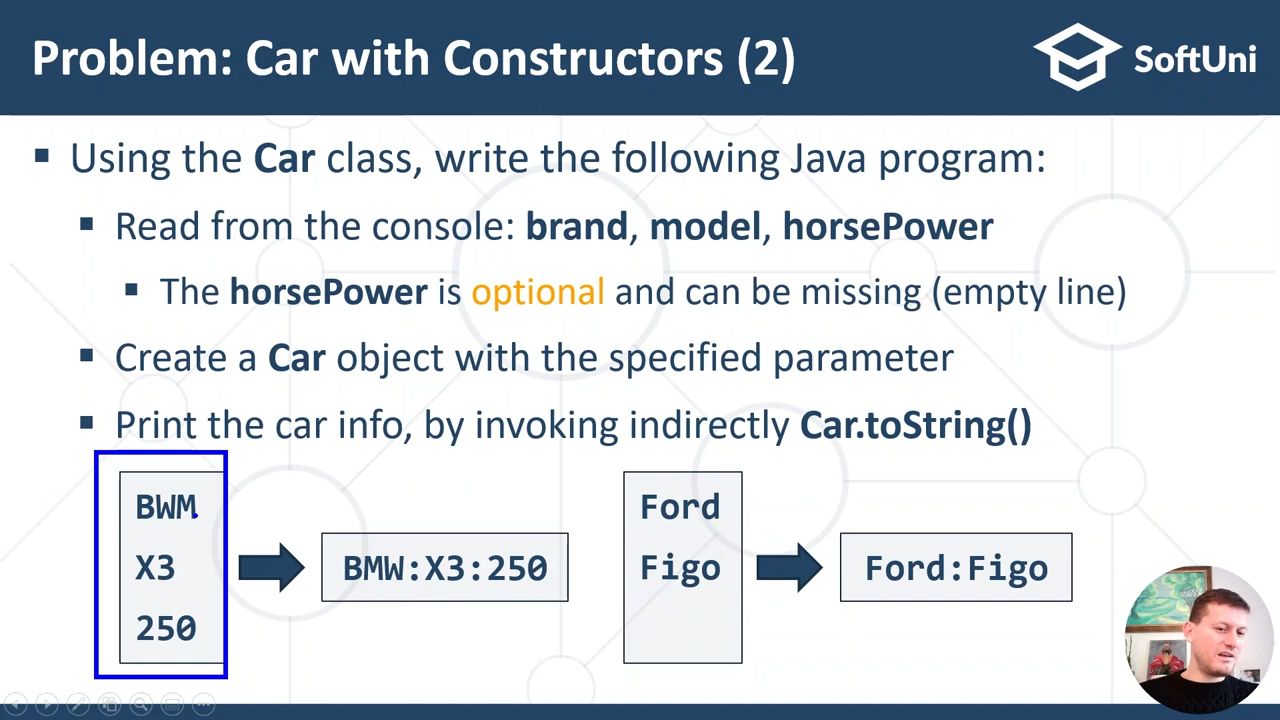 Problem: Car with Constructors (2)
SoftUni
Using the Car class, write the following Java program:
Read from the console: brand, model, horsePower
The horsePower is optional and can be missing (empty line)
Create a Car object with the specified parameter
Print the car info, by invoking indirectly Car.toString()
BWM
X3
250
BMW:X3:250
Ford
Figo
Ford:Figo